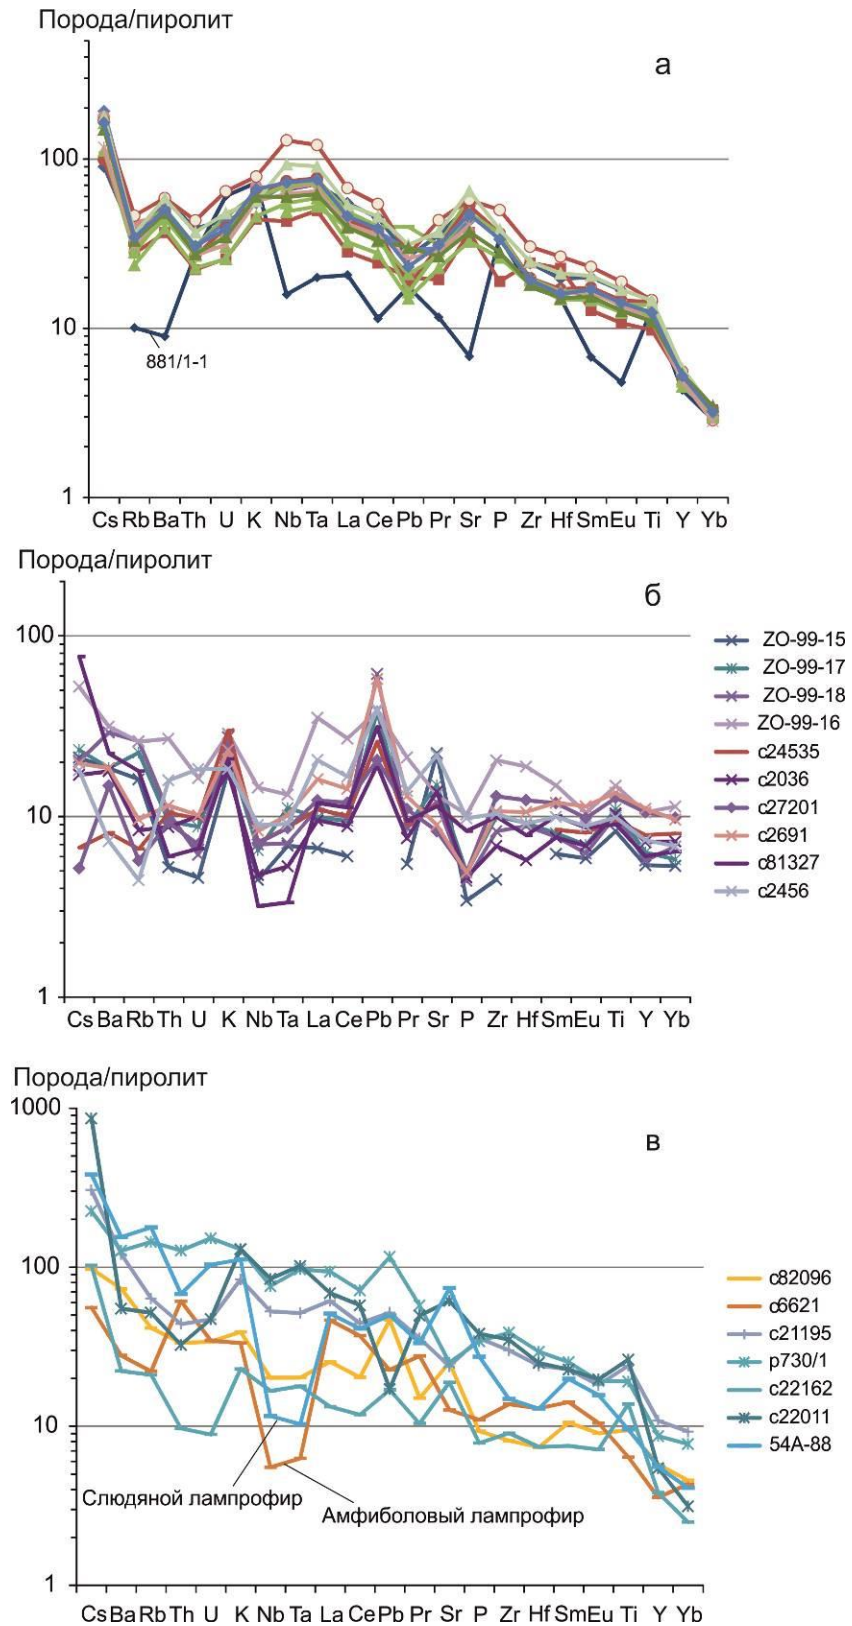 Порода/пиролит
а
100
10
1
881/1-1
Cs Rb Ba Th U K Nb Ta La Ce Pb Pr Sr P Zr Hf Sm Eu Ti Y Yb
Порода/пиролит
б
100
10
1
ZO-99-15
ZO-99-17
ZO-99-18
ZO-99-16
c24535
c2036
c27201
c2691
c81327
c2456
Cs Ba Rb Th U K Nb Ta La Ce Pb Pr Sr P Zr Hf Sm Eu Ti Y Yb
Порода/пиролит
в
1000
100
10
1
c82096
c6621
c21195
p730/1
c22162
c22011
54A-88
Слюдяной лампрофир
Амфиболовый лампрофир
Cs Ba Rb Th U K Nb Ta La Ce Pb Pr Sr P Zr Hf Sm Eu Ti Y Yb